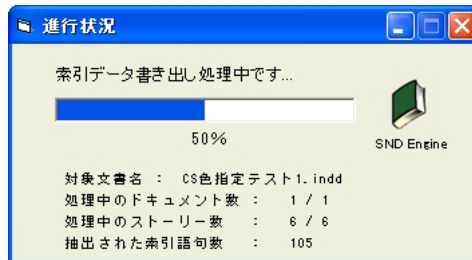 進行状況
索引データ書き出し処理中です...
50%
SND Engine
対象文書名 : CS色指定テスト1.indd
処理中のドキュメント数 : 1 / 1
処理中のストーリー数 : 6 / 6
抽出された索引語句数 : 105